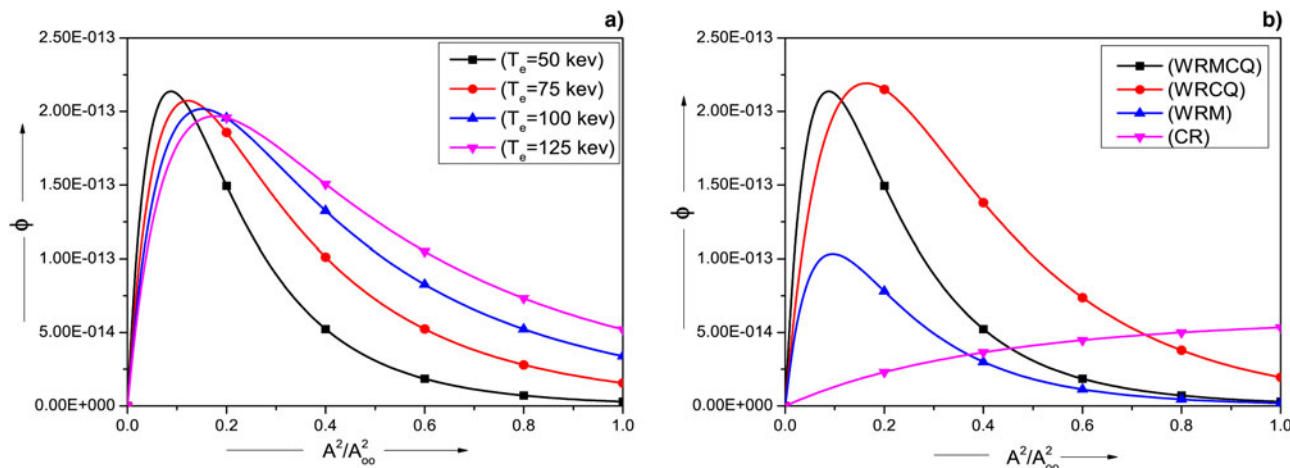 a)
2.50E-013
2.00E-013
1.50E-013
1.00E-013
5.00E-014
0.00E+000
ϕ
0.0 0.2 0.4 0.6 0.8 1.0
A²/A²ₒₒ
(Tₑ=50 kev)
(Tₑ=75 kev)
(Tₑ=100 kev)
(Tₑ=125 kev)
b)
2.50E-013
2.00E-013
1.50E-013
1.00E-013
5.00E-014
0.00E+000
ϕ
0.0 0.2 0.4 0.6 0.8 1.0
A²/A²ₒₒ
(WRMCQ)
(WRCQ)
(WRM)
(CR)